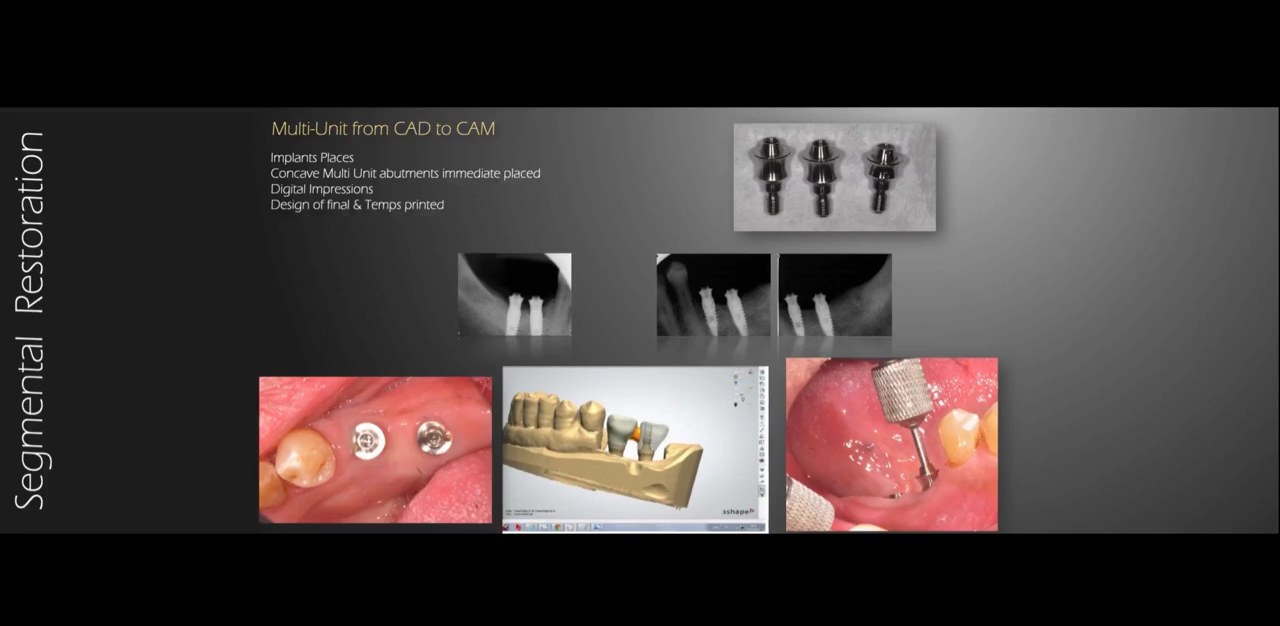 Segmental Restoration
Multi-Unit from CAD to CAM
Implants Places
Concave Multi Unit abutments immediate placed
Digital Impressions
Design of final & Temps printed
3shape